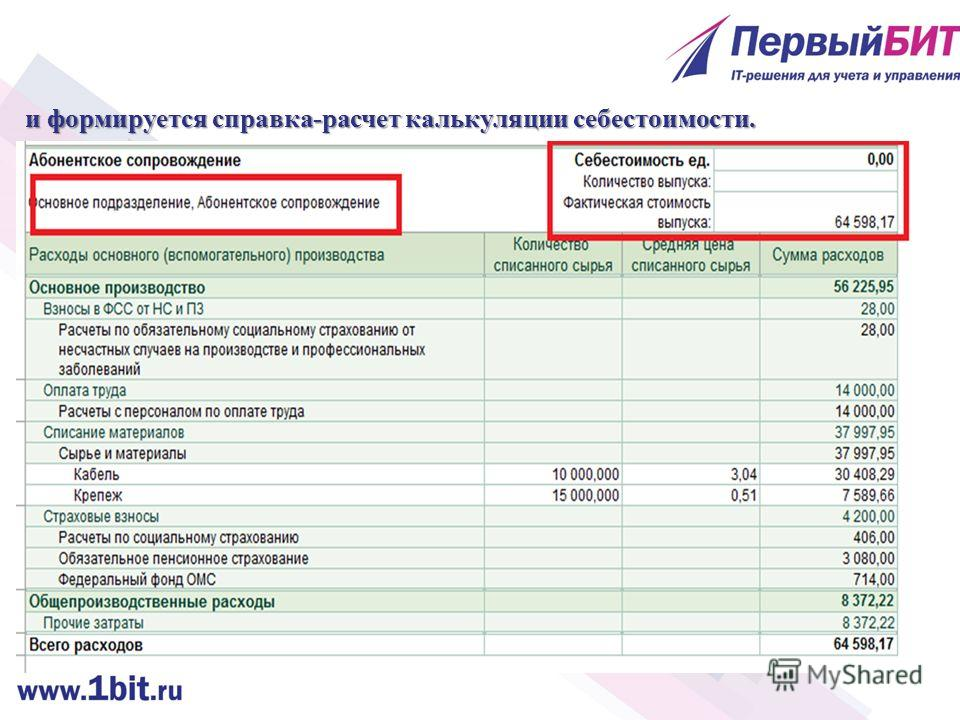 ПервыйБИТ
IT-решения для учета и управления
и формируется справка-расчет калькуляции себестоимости.
Абонентское сопровождение Себестоимость ед. 0,00
Количество выпуска:
Основное подразделение, Абонентское сопровождение Фактическая стоимость
выпуска: 64 598,17
Расходы основного (вспомогательного) производства Количество списанного сырья Средняя цена списанного сырья Сумма расходов
Основное производство 56 225,95
Взносы в ФСС от НС и ПЗ 28,00
Расчеты по обязательному социальному страхованию от 28,00
несчастных случаев на производстве и профессиональных
заболеваний
Оплата труда 14 000,00
Расчеты с персоналом по оплате труда 14 000,00
Списание материалов 37 997,95
Сырье и материалы 37 997,95
Кабель 10 000,000 3,04 30 408,29
Крепеж 15 000,000 0,51 7 589,66
Страховые взносы 4 200,00
Расчеты по социальному страхованию 406,00
Обязательное пенсионное страхование 3 080,00
Федеральный фонд ОМС 714,00
Общепроизводственные расходы 8 372,22
Прочие затраты 8 372,22
Всего расходов 64 598,17
www.1bit.ru
MyShared